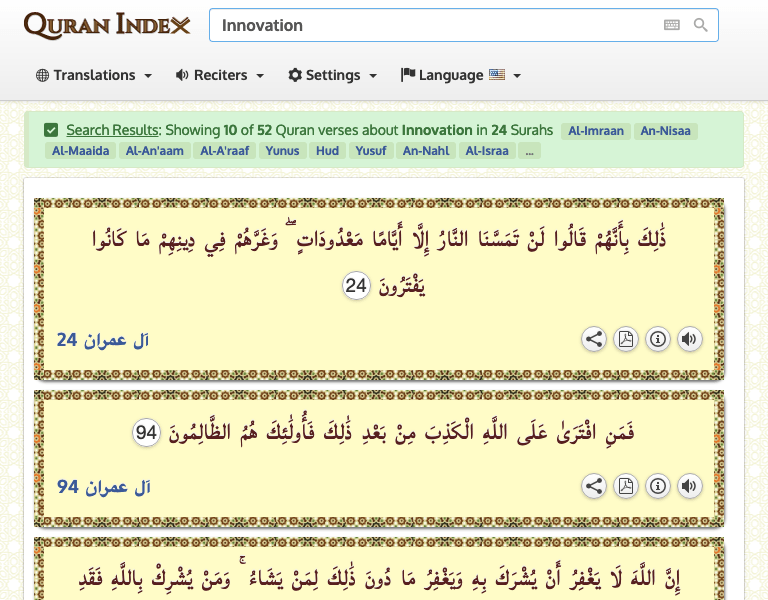 QURAN INDEX
Innovation
Translations
Reciters
Settings
Language
Search Results: Showing 10 of 52 Quran verses about Innovation in 24 Surahs Al-Imraan An-Nisaa
Al-Maaida Al-An'aam Al-A'raaf Yunus Hud Yusuf An-Nahl Al-Israa ...
ذَٰلِكَ بِأَنَّهُمْ قَالُوا لَنْ تَمَسَّنَا النَّارُ إِلَّا أَيَّامًا مَعْدُودَاتٍ ۖ وَغَرَّهُمْ فِي دِينِهِمْ مَا كَانُوا
يَفْتَرُونَ 24
آل عمران 24
فَمَنِ افْتَرَىٰ عَلَى اللَّهِ الْكَذِبَ مِنْ بَعْدِ ذَٰلِكَ فَأُولَٰئِكَ هُمُ الظَّالِمُونَ 94
آل عمران 94
إِنَّ اللَّهَ لَا يَغْفِرُ أَنْ يُشْرَكَ بِهِ وَيَغْفِرُ مَا دُونَ ذَٰلِكَ لِمَنْ يَشَاءُ ۚ وَمَنْ يُشْرِكْ بِاللَّهِ فَقَدِ